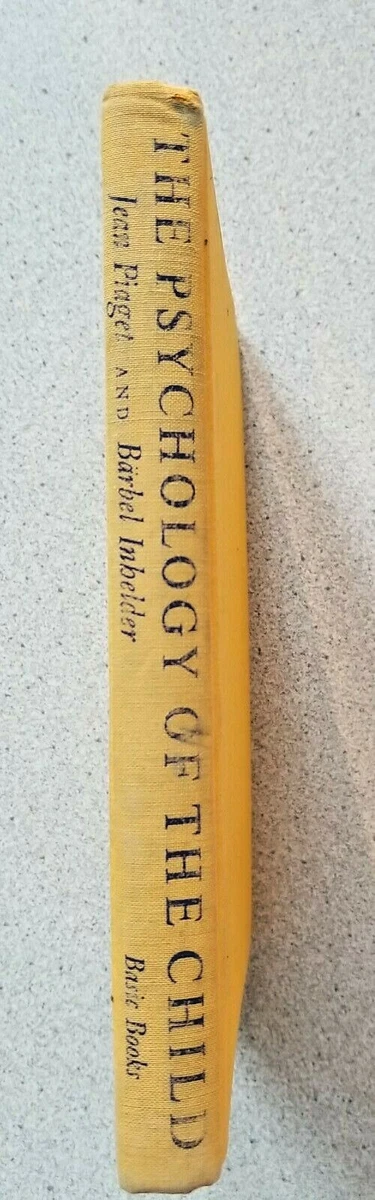 THE PSYCHOLOGY OF THE CHILD
Jean Piaget AND Bärbel Inhelder
Basic Books